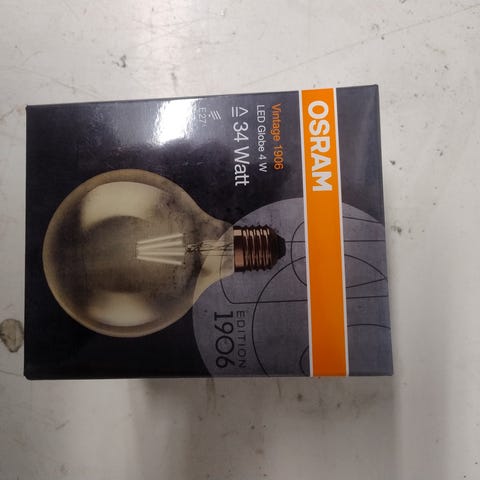 OSRAM
Vintage 1906
LED Globe 4 W
≙ 34 Watt
E27
EDITION
1906